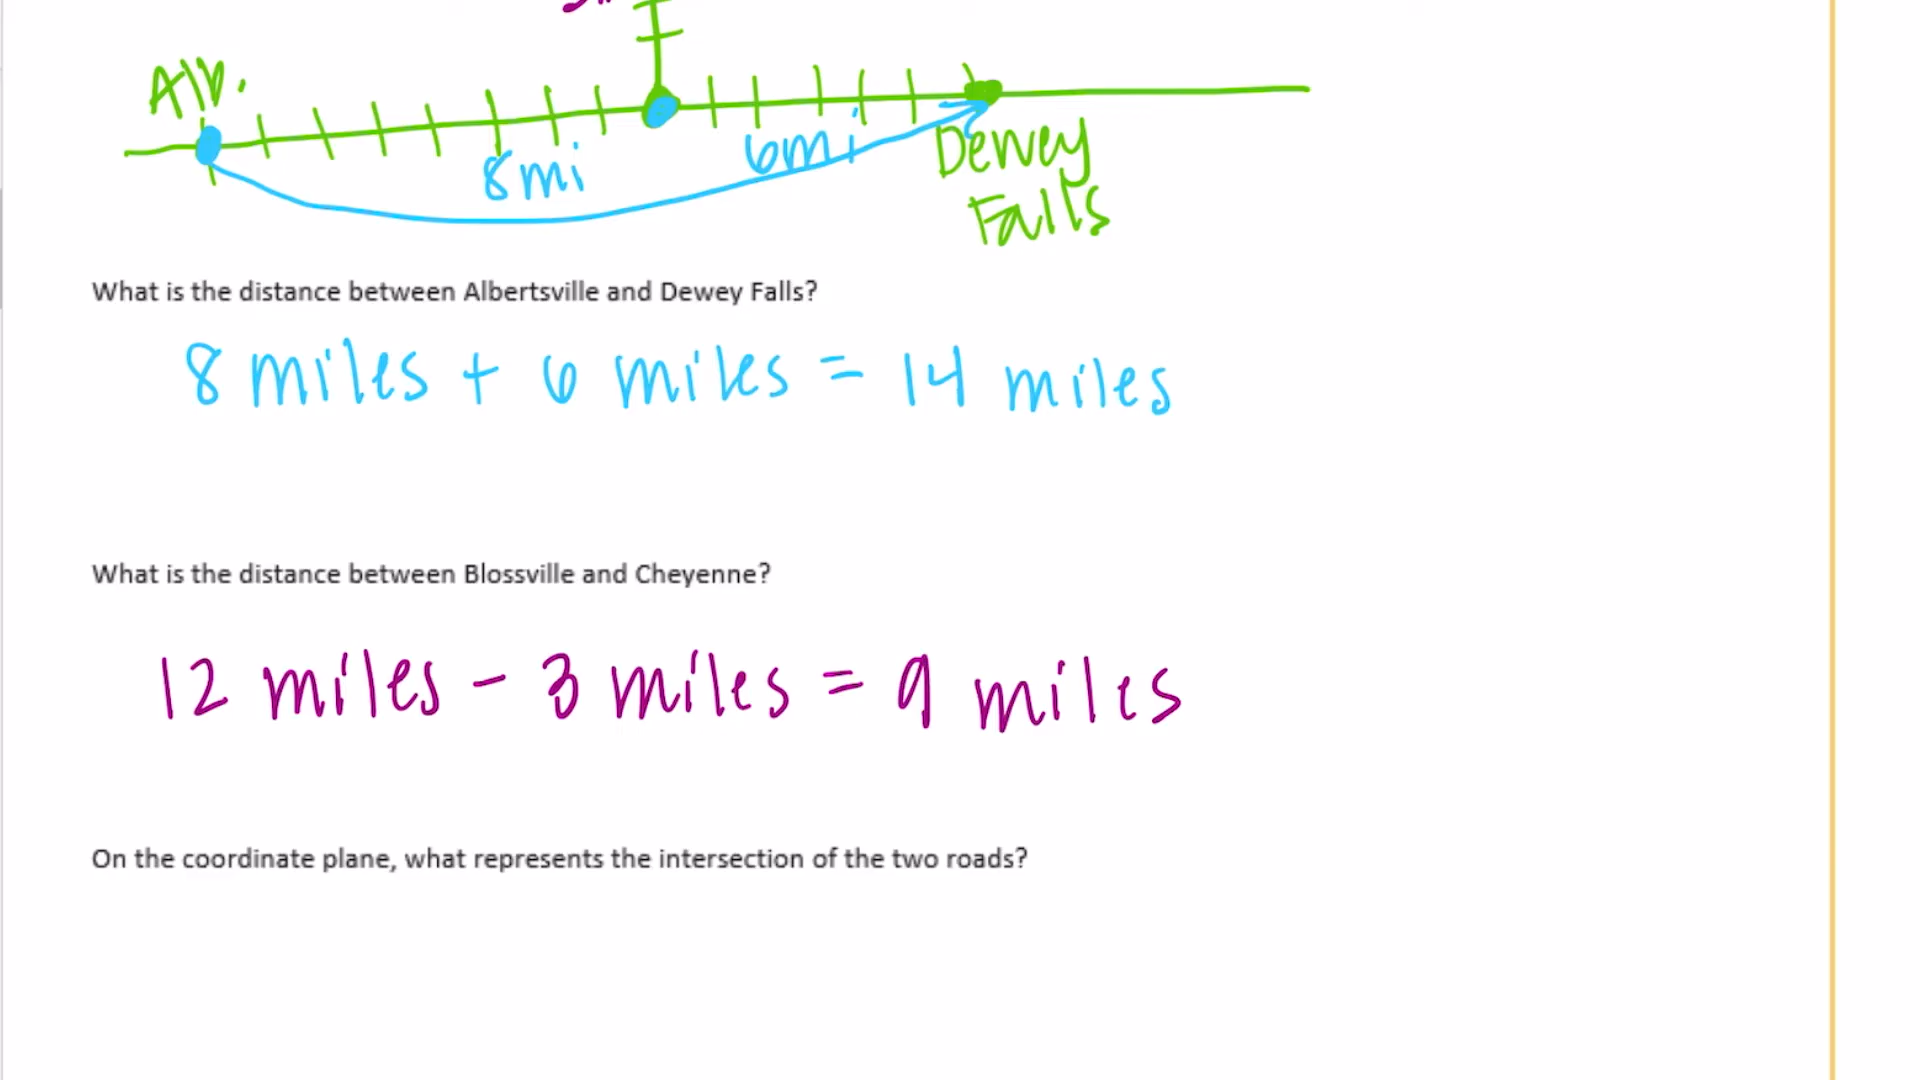 Alb.
8mi
6mi
Dewey
Falls
What is the distance between Albertsville and Dewey Falls?
8 miles + 6 miles = 14 miles
What is the distance between Blossville and Cheyenne?
12 miles - 3 miles = 9 miles
On the coordinate plane, what represents the intersection of the two roads?